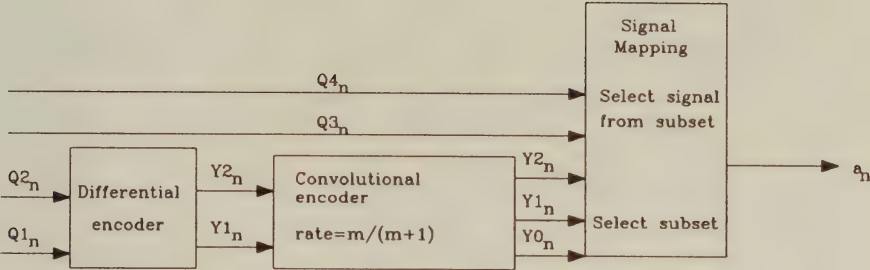 Signal
Mapping
Q4n
Select signal
from subset
Q3n
Q2n
Y2n
Y2n
Differential
encoder
Convolutional
encoder
an
Y1n
Q1n
Y1n
rate=m/(m+1)
Select subset
Y0n